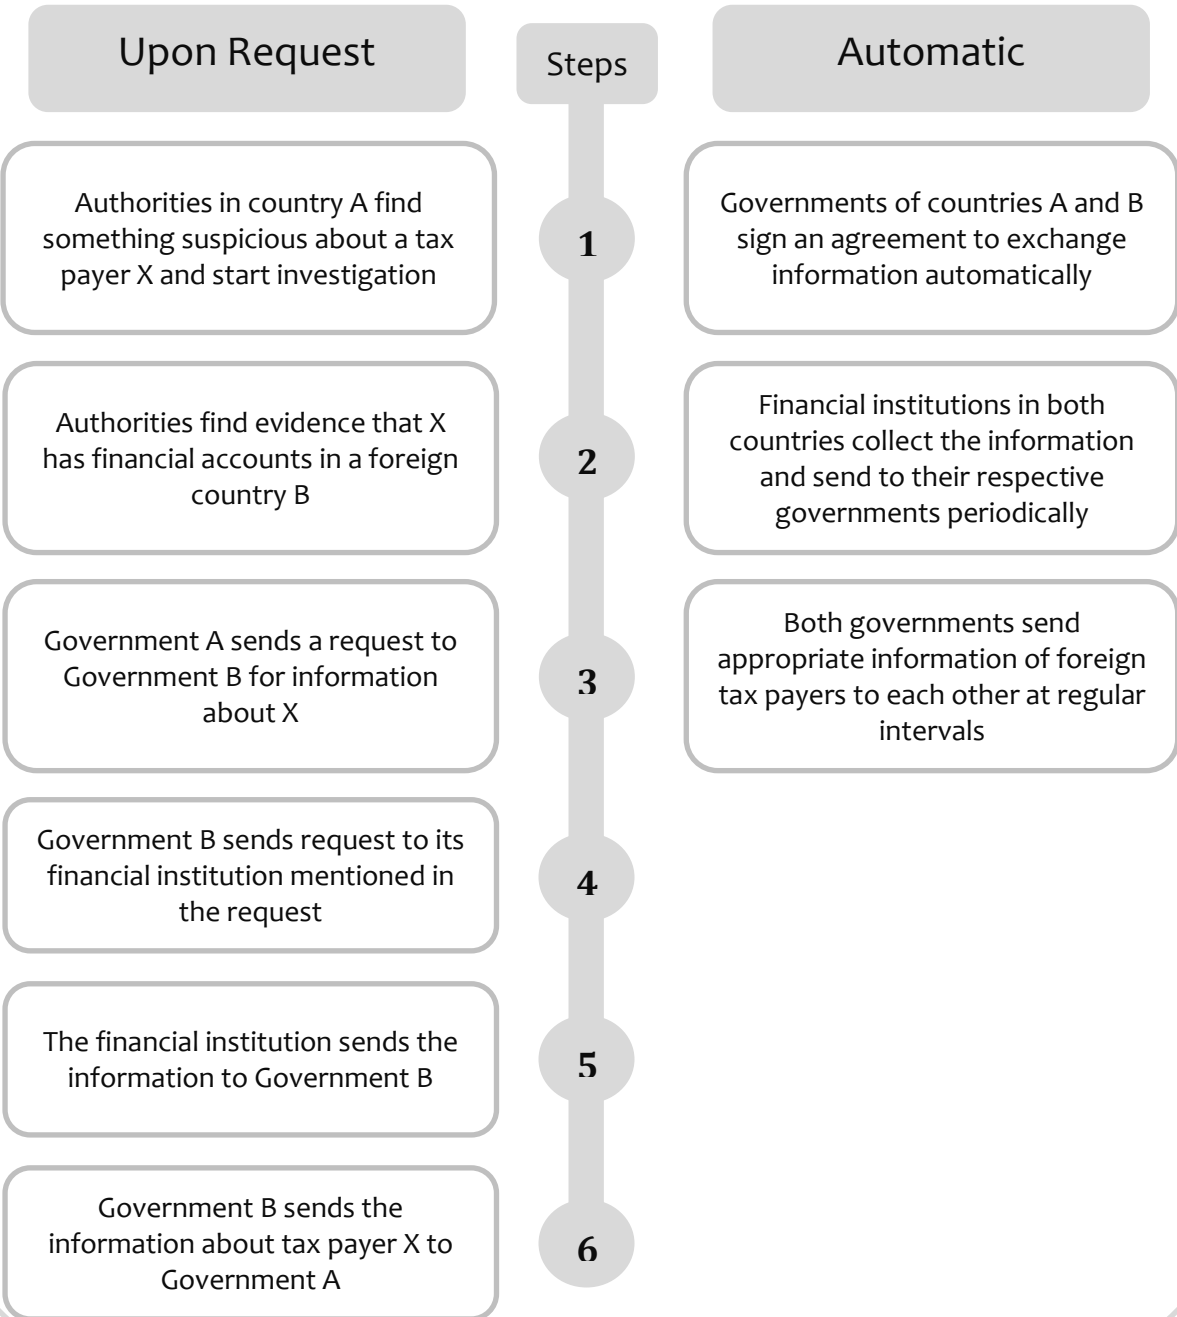 Upon Request
Steps
Automatic
Authorities in country A find
something suspicious about a tax
payer X and start investigation
1
Governments of countries A and B
sign an agreement to exchange
information automatically
Authorities find evidence that X
has financial accounts in a foreign
country B
2
Financial institutions in both
countries collect the information
and send to their respective
governments periodically
Government A sends a request to
Government B for information
about X
3
Both governments send
appropriate information of foreign
tax payers to each other at regular
intervals
Government B sends request to its
financial institution mentioned in
the request
4
The financial institution sends the
information to Government B
5
Government B sends the
information about tax payer X to
Government A
6